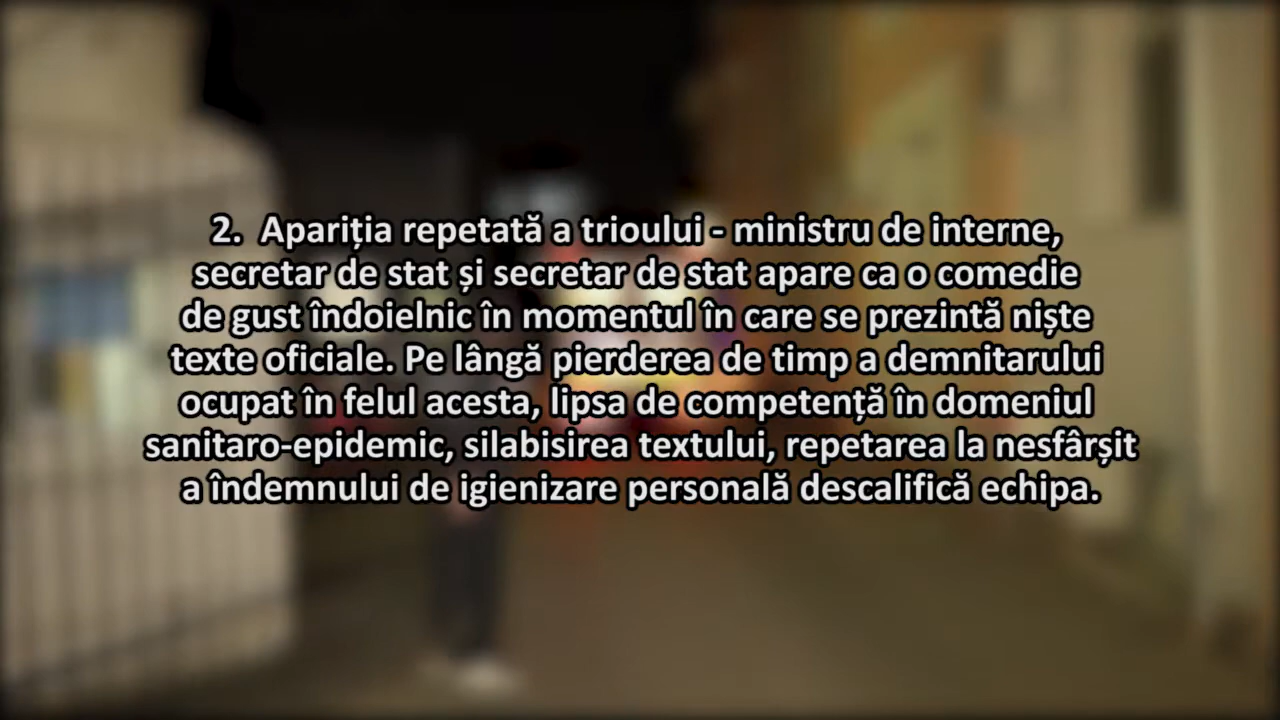 2. Apariția repetată a trioului - ministru de interne,
secretar de stat și secretar de stat apare ca o comedie
de gust îndoielnic în momentul în care se prezintă niște
texte oficiale. Pe lângă pierderea de timp a demnitarului
ocupat în felul acesta, lipsa de competență în domeniul
sanitaro-epidemic, silabisirea textului, repetarea la nesfârșit
a îndemnului de igienizare personală descalifică echipa.